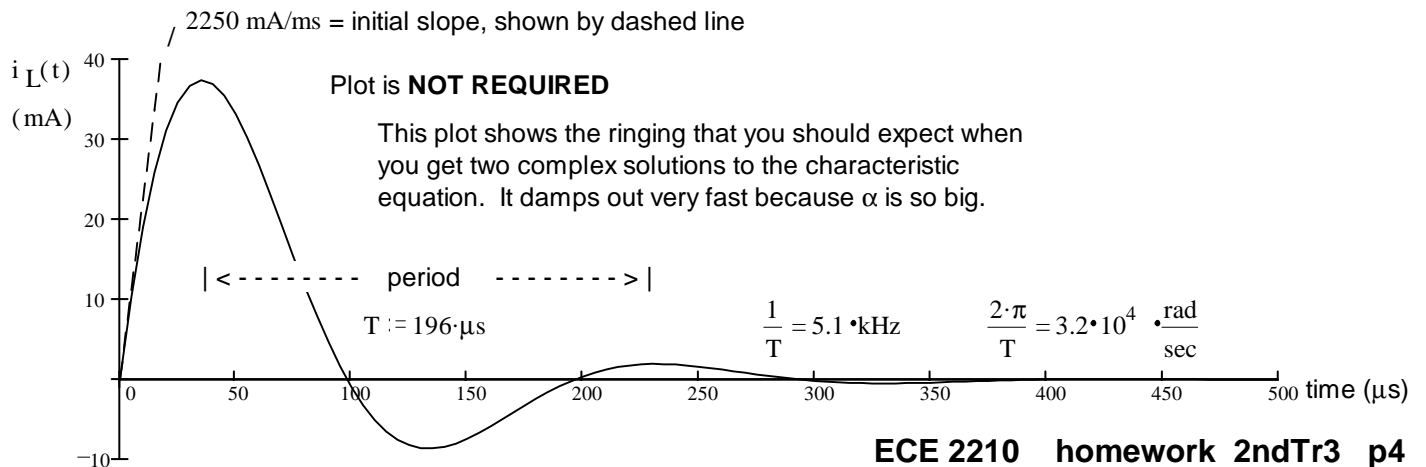 2250 mA/ms = initial slope, shown by dashed line
i L(t)
(mA)
40
30
20
10
−10
Plot is NOT REQUIRED
This plot shows the ringing that you should expect when
you get two complex solutions to the characteristic
equation. It damps out very fast because α is so big.
|<- - - - - - - - period - - - - - - - ->|
T := 196·μs
1/T = 5.1 •kHz
2·π/T = 3.2•10^4 •rad/sec
0 50 100 150 200 250 300 350 400 450 500 time (μs)
ECE 2210 homework 2ndTr3 p4